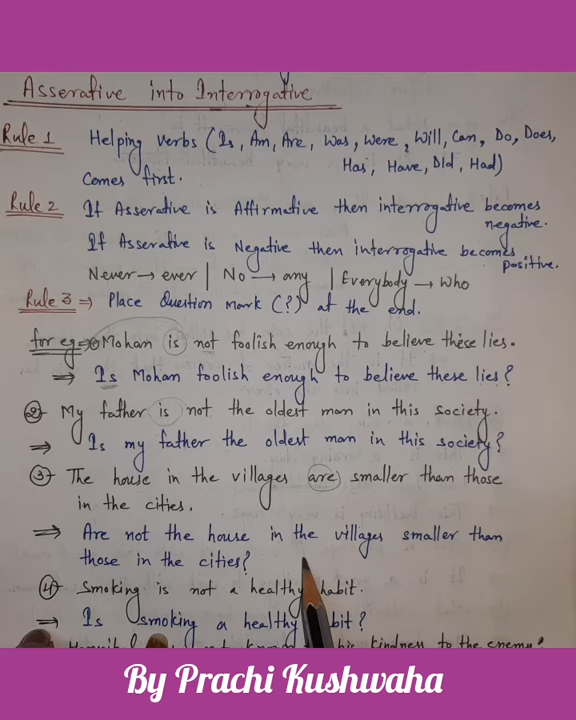 Asserative into Interrogative
Rule 1 Helping verbs (Is, Am, Are, Was, Were, Will, Can, Do, Does,
Has, Have, Did, Had)
Comes first.
Rule 2 If Asserative is Affirmative then interrogative becomes
negative.
If Asserative is Negative then interrogative becomes
positive.
Never → ever | No → any | Everybody → Who
Rule 3 ⇒ Place Question mark (?) at the end.
for eg ⇒ ① Mohan is not foolish enough to believe these lies.
⇒ Is Mohan foolish enough to believe these lies?
② My father is not the oldest man in this society.
⇒ Is my father the oldest man in this society?
③ The house in the villages are smaller than those
in the cities.
⇒ Are not the house in the villages smaller than
those in the cities?
④ Smoking is not a healthy habit.
⇒ Is smoking a healthy bit?
his kindness to the enemy.
By Prachi Kushwaha